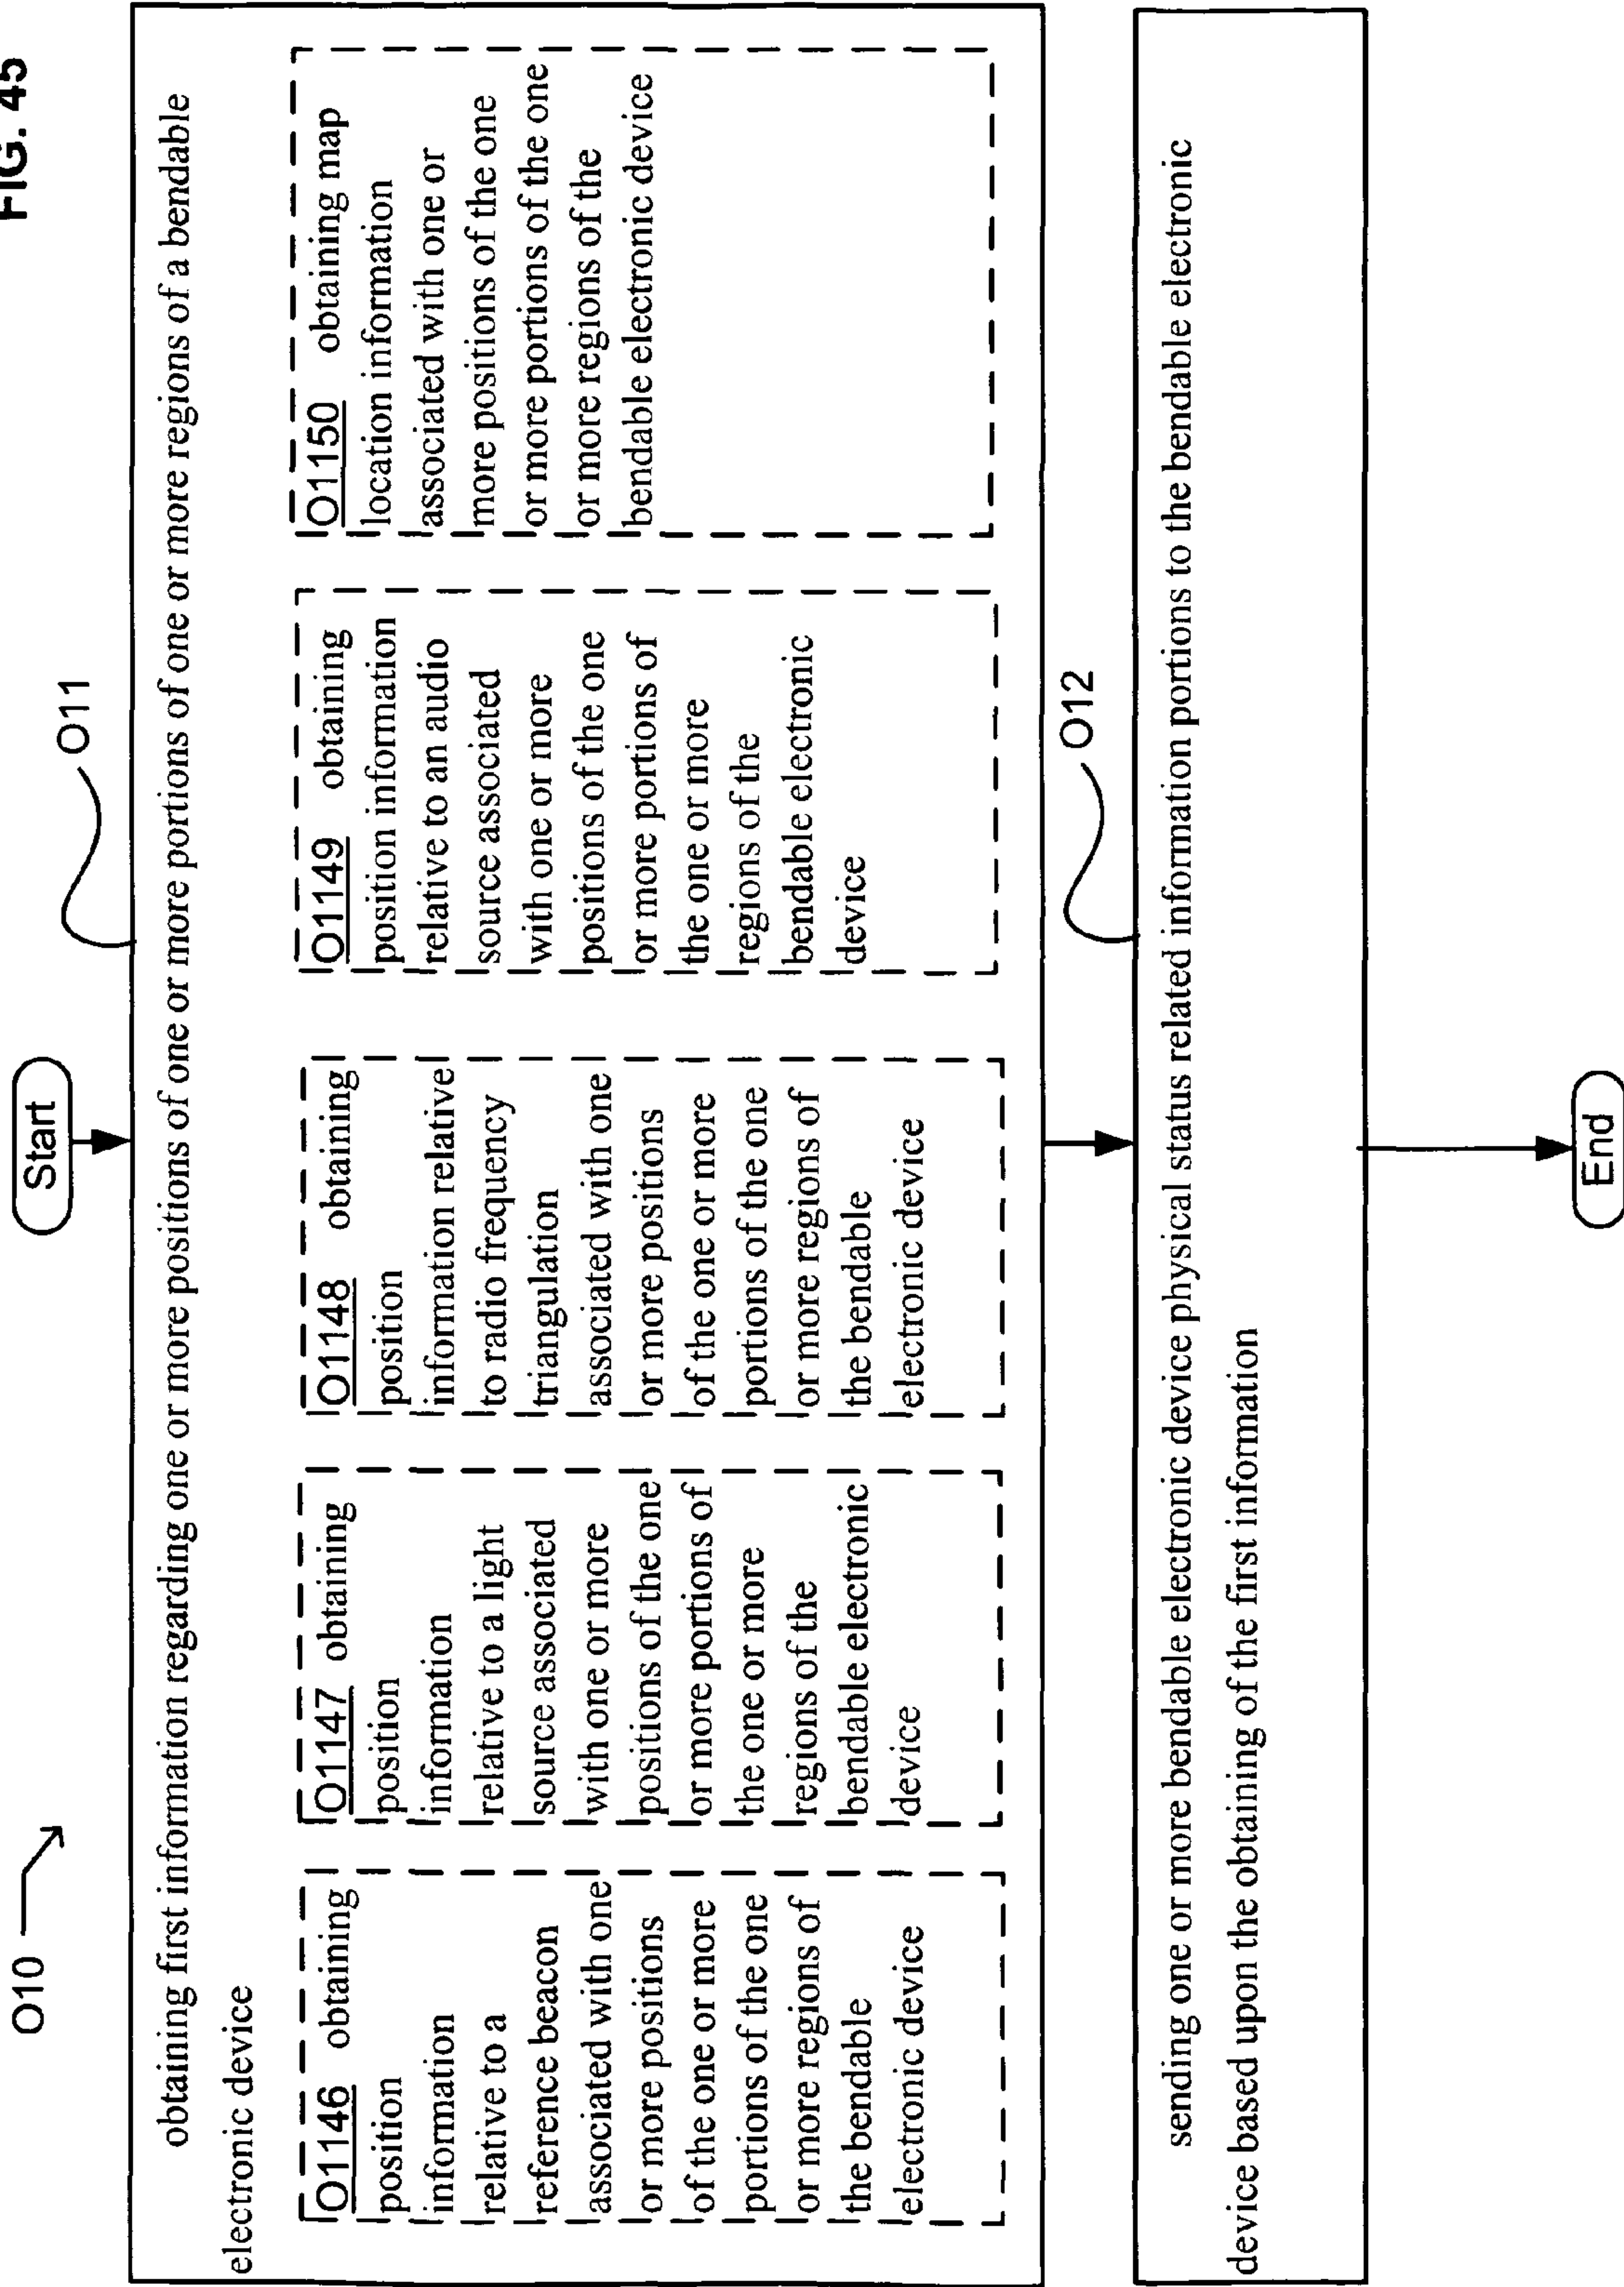 FIG. 45
O10
Start
O11
obtaining first information regarding one or more positions of one or more portions of one or more regions of a bendable
electronic device
O1146 obtaining
position
information
relative to a
reference beacon
associated with one
or more positions
of the one or more
portions of the one
or more regions of
the bendable
electronic device
O1147 obtaining
position
information
relative to a light
source associated
with one or more
positions of the one
or more portions of
the one or more
regions of the
bendable electronic
device
O1148 obtaining
position
information relative
to radio frequency
triangulation
associated with one
or more positions
of the one or more
portions of the one
or more regions of
the bendable
electronic device
O1149 obtaining
position information
relative to an audio
source associated
with one or more
positions of the one
or more portions of
the one or more
regions of the
bendable electronic
device
O1150 obtaining map
location information
associated with one or
more positions of the one
or more portions of the one
or more regions of the
bendable electronic device
O12
sending one or more bendable electronic device physical status related information portions to the bendable electronic
device based upon the obtaining of the first information
End